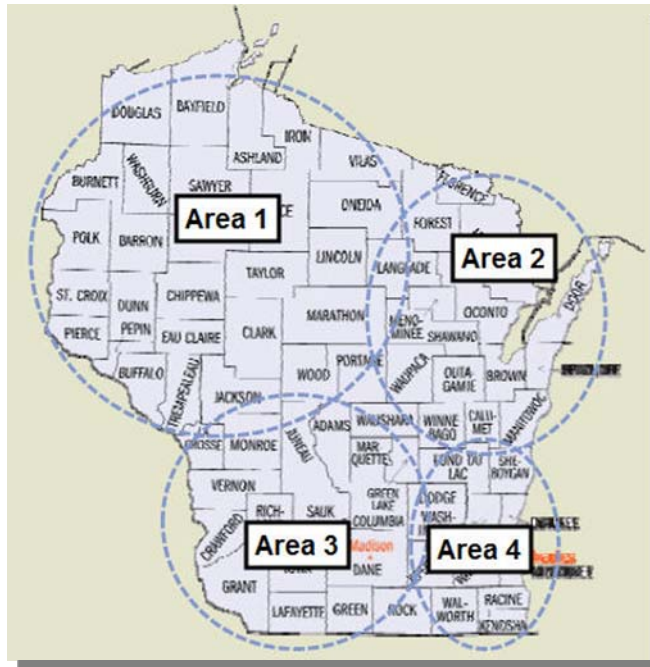 DOUGLAS
BAYFIELD
IRON
ASHLAND
VILAS
BURNETT
WASHBURN
SAWYER
FLORENCE
ONEIDA
FOREST
Area 1
CE
POLK
BARRON
Area 2
LINCOLN
LANGLADE
TAYLOR
DOOR
ST. CROIX
DUNN
CHIPPEWA
MARATHON
OCONTO
MENO-
MINEE
SHAWANO
PIERCE
PEPIN
EAU CLAIRE
CLARK
BUFFALO
TREMPEALEAU
WOOD
PORTAGE
WAUPACA
OUTA-
GAMIE
BROWN
JACKSON
ADAMS
WAUSHARA
WINNE
BAGO
CALU-
MET
MANITOWOC
CROSSE
MONROE
JUNEAU
MAR
QUETTE
FOND DU
LAC
SHE-
BOYGAN
VERNON
GREEN
LAKE
DODGE
RICH-
SAUK
COLUMBIA
WASH-
CRAWFORD
Area 3
Madison
Area 4
IOWA
DANE
GRANT
LAFAYETTE
GREEN
ROCK
WAL-
WORTH
RACINE
KENOSHA